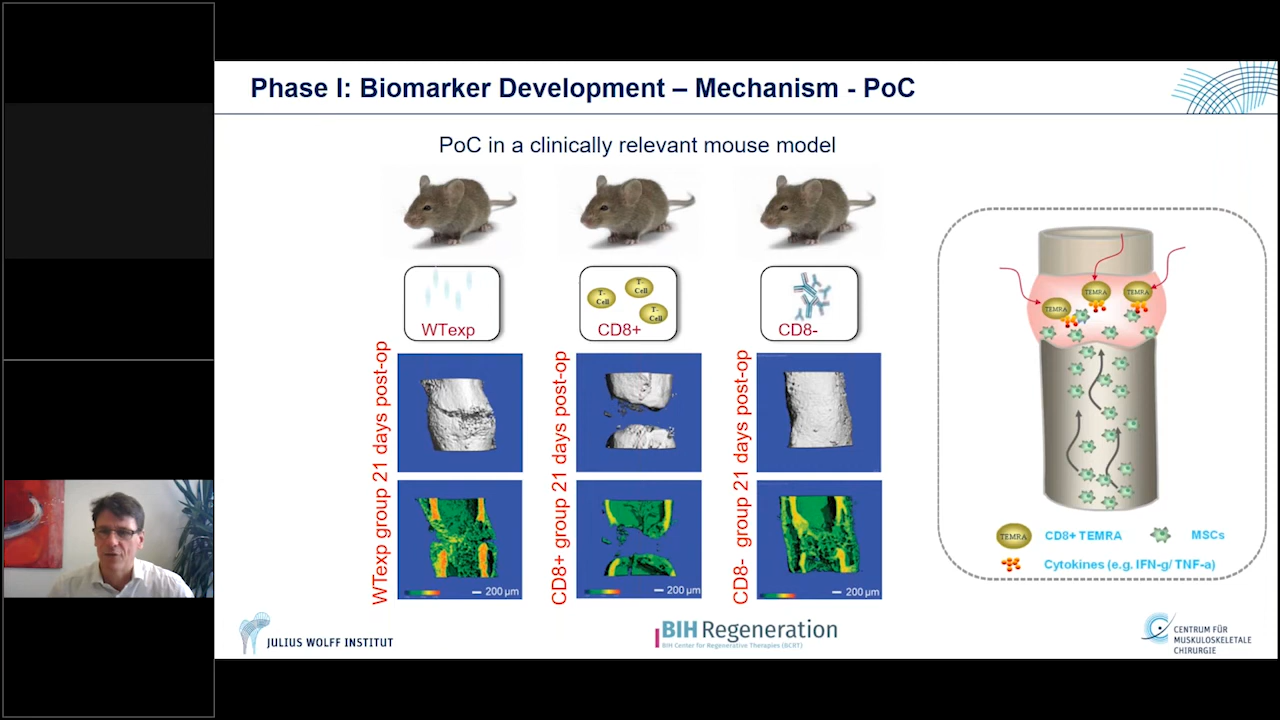 Phase I: Biomarker Development – Mechanism - PoC
PoC in a clinically relevant mouse model
WTexp
T-
Cell
T-
Cell
T-
Cell
CD8+
CD8-
WTexp group 21 days post-op
CD8+ group 21 days post-op
CD8- group 21 days post-op
200 µm
200 µm
200 µm
TEMRA
TEMRA
TEMRA
TEMRA
CD8+ TEMRA
MSCs
Cytokines (e.g. IFN-g/ TNF-a)
JULIUS WOLFF INSTITUT
BIH Regeneration
BIH Center for Regenerative Therapies (BCRT)
CENTRUM FÜR
MUSKULOSKELETALE
CHIRURGIE